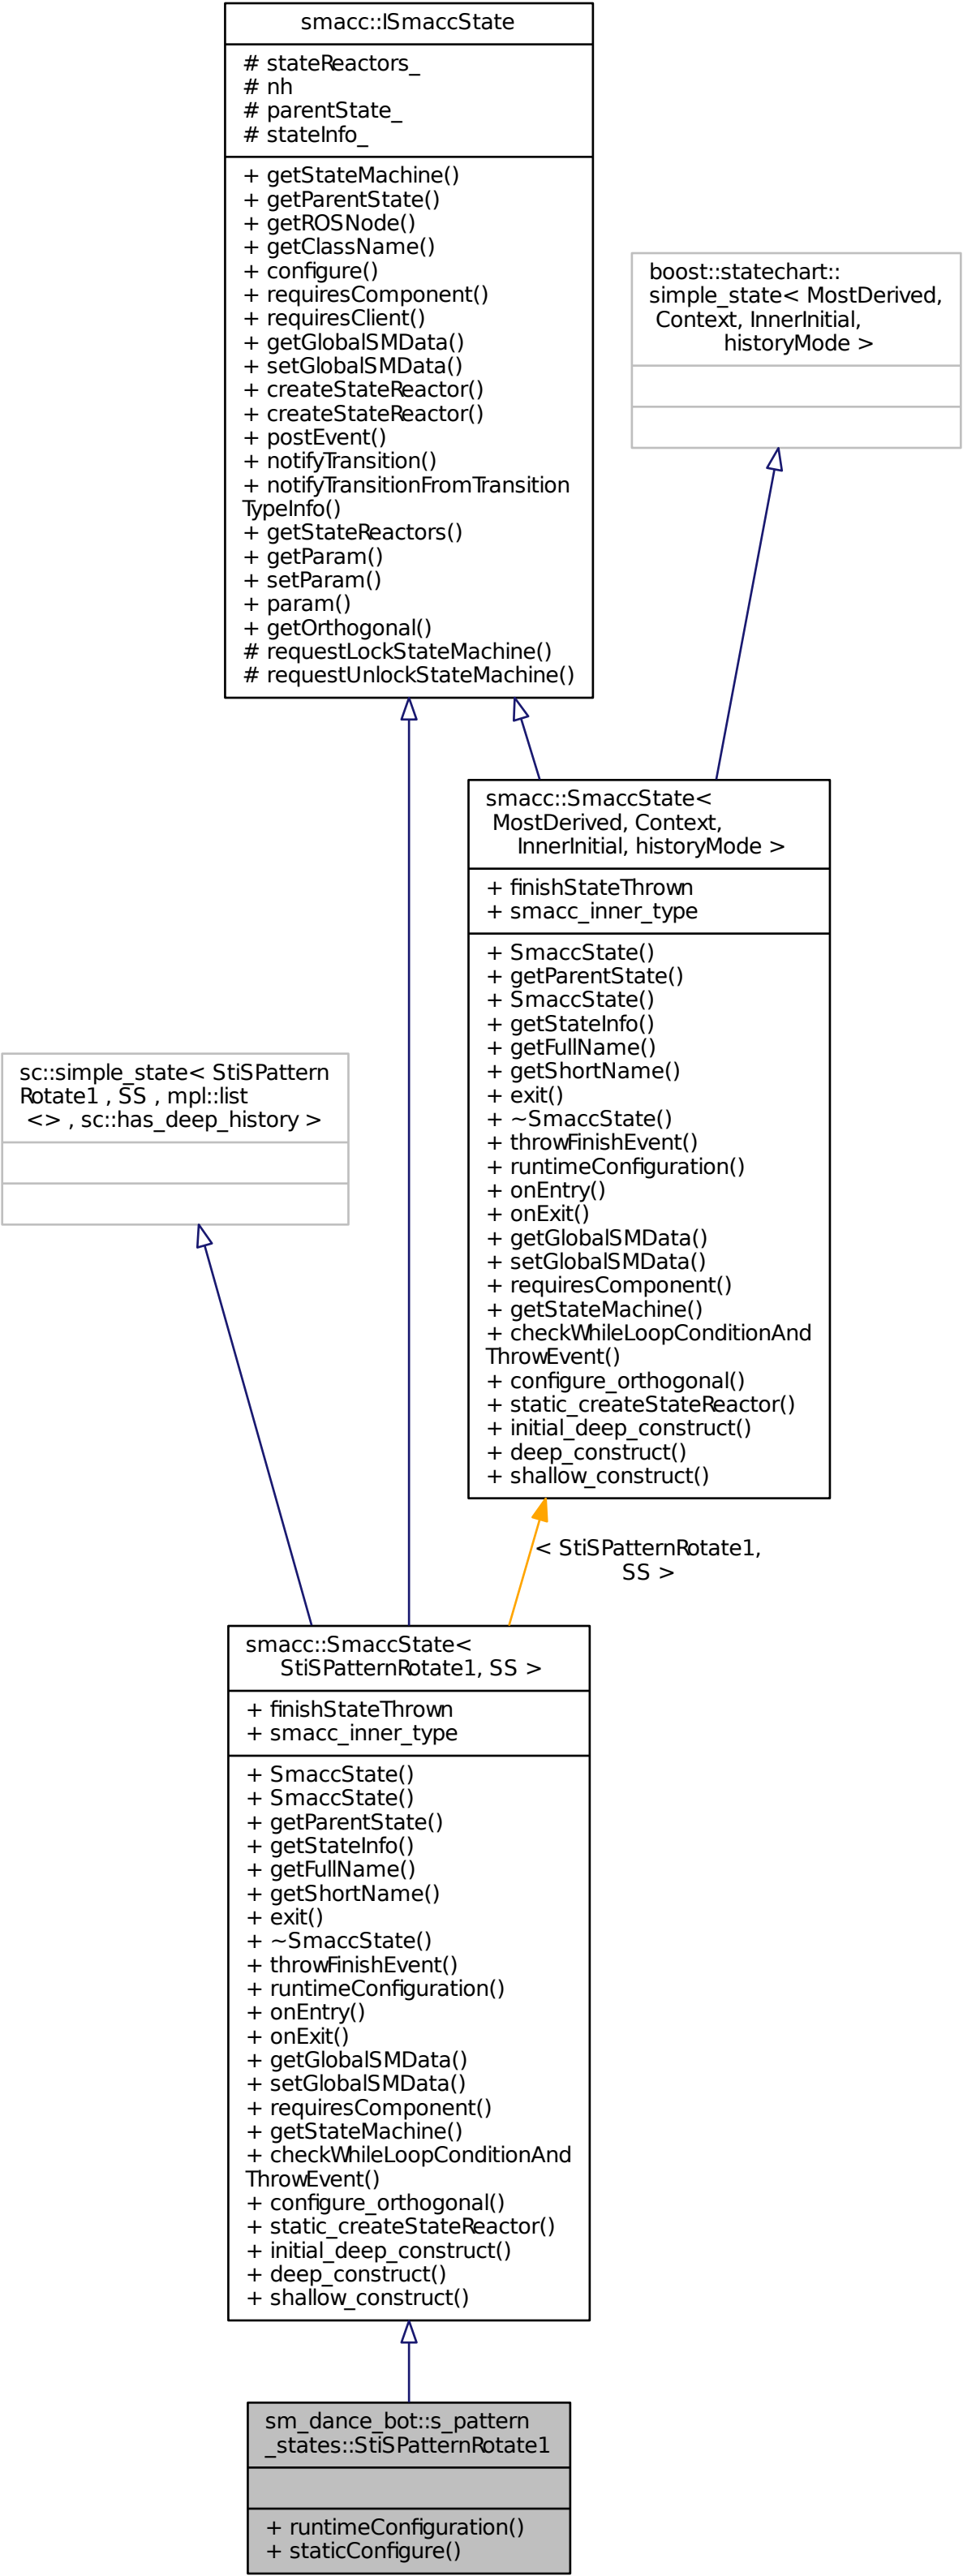 smacc::ISmaccState
# stateReactors_
# nh
# parentState_
# stateInfo_
+ getStateMachine()
+ getParentState()
+ getROSNode()
+ getClassName()
+ configure()
+ requiresComponent()
+ requiresClient()
+ getGlobalSMData()
+ setGlobalSMData()
+ createStateReactor()
+ createStateReactor()
+ postEvent()
+ notifyTransition()
+ notifyTransitionFromTransition
TypeInfo()
+ getStateReactors()
+ getParam()
+ setParam()
+ param()
+ getOrthogonal()
# requestLockStateMachine()
# requestUnlockStateMachine()
boost::statechart::
simple_state< MostDerived,
Context, InnerInitial,
historyMode >
smacc::SmaccState<
MostDerived, Context,
InnerInitial, historyMode >
+ finishStateThrown
+ smacc_inner_type
+ SmaccState()
+ getParentState()
+ SmaccState()
+ getStateInfo()
+ getFullName()
+ getShortName()
+ exit()
+ ~SmaccState()
+ throwFinishEvent()
+ runtimeConfiguration()
+ onEntry()
+ onExit()
+ getGlobalSMData()
+ setGlobalSMData()
+ requiresComponent()
+ getStateMachine()
+ checkWhileLoopConditionAnd
ThrowEvent()
+ configure_orthogonal()
+ static_createStateReactor()
+ initial_deep_construct()
+ deep_construct()
+ shallow_construct()
sc::simple_state< StiSPattern
Rotate1 , SS , mpl::list
<> , sc::has_deep_history >
< StiSPatternRotate1,
SS >
smacc::SmaccState<
StiSPatternRotate1, SS >
+ finishStateThrown
+ smacc_inner_type
+ SmaccState()
+ SmaccState()
+ getParentState()
+ getStateInfo()
+ getFullName()
+ getShortName()
+ exit()
+ ~SmaccState()
+ throwFinishEvent()
+ runtimeConfiguration()
+ onEntry()
+ onExit()
+ getGlobalSMData()
+ setGlobalSMData()
+ requiresComponent()
+ getStateMachine()
+ checkWhileLoopConditionAnd
ThrowEvent()
+ configure_orthogonal()
+ static_createStateReactor()
+ initial_deep_construct()
+ deep_construct()
+ shallow_construct()
sm_dance_bot::s_pattern
_states::StiSPatternRotate1
+ runtimeConfiguration()
+ staticConfigure()